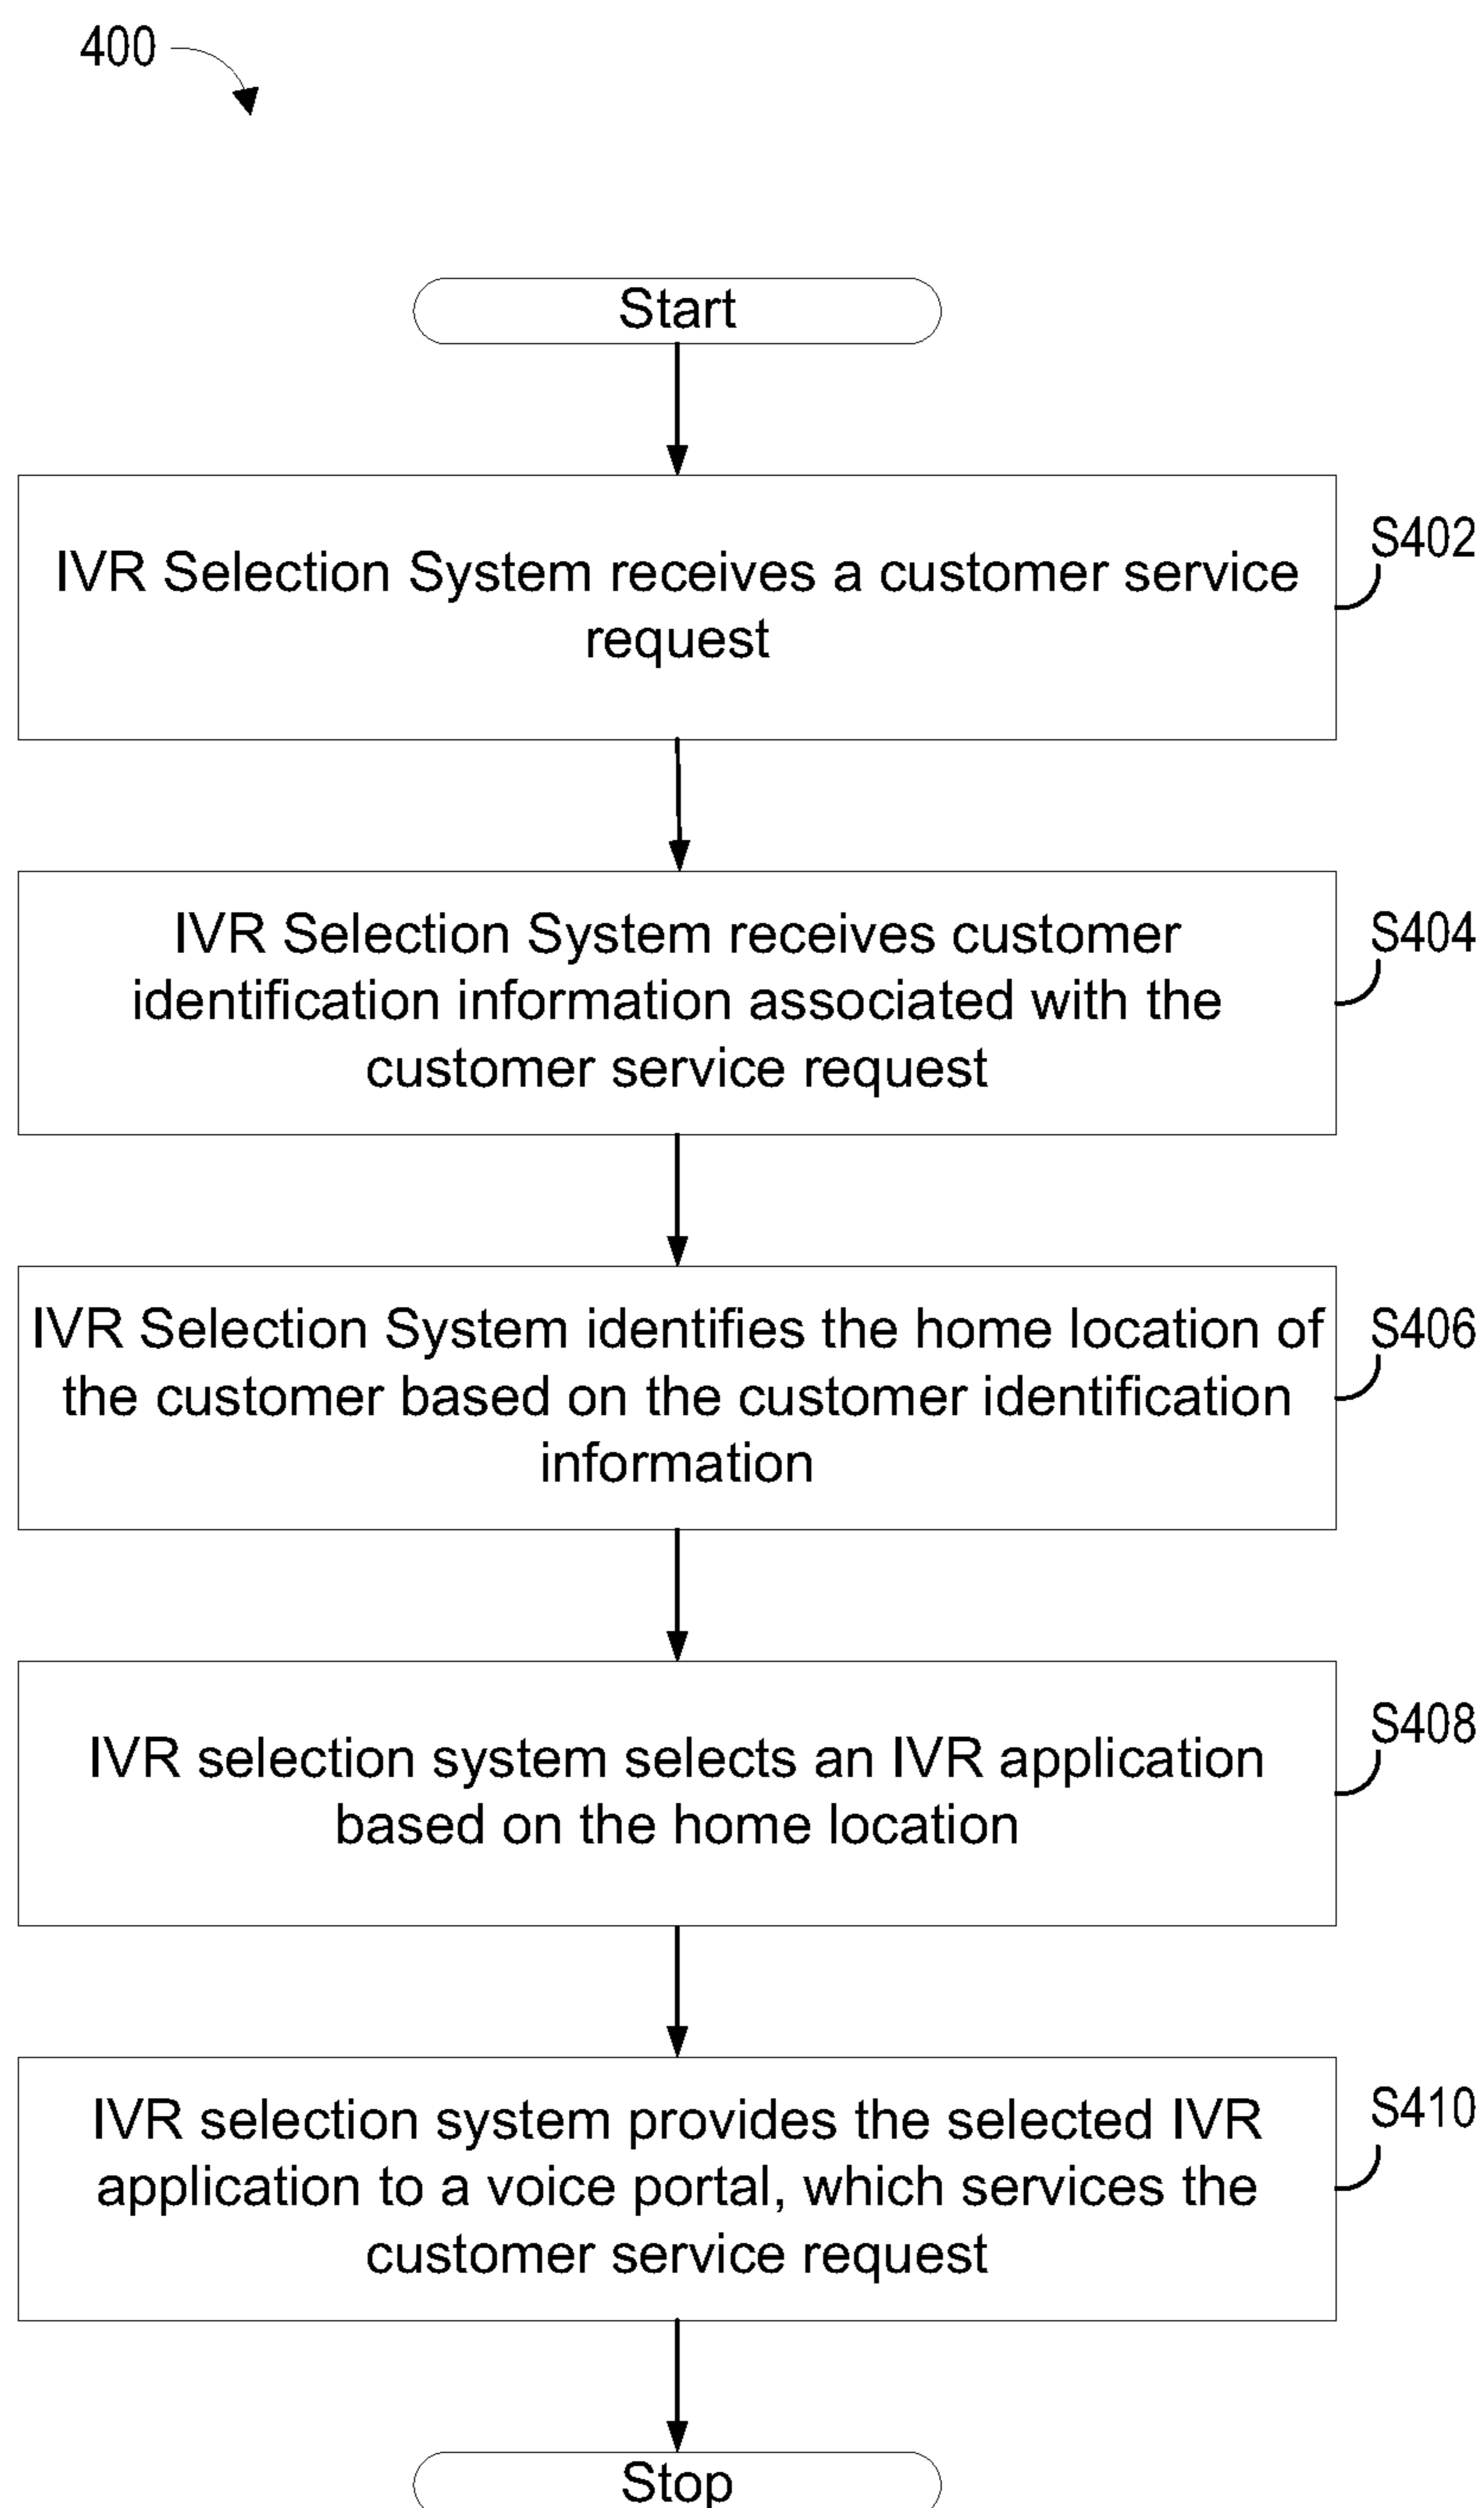 400
Start
IVR Selection System receives a customer service
request
S402
IVR Selection System receives customer
identification information associated with the
customer service request
S404
IVR Selection System identifies the home location of
the customer based on the customer identification
information
S406
IVR selection system selects an IVR application
based on the home location
S408
IVR selection system provides the selected IVR
application to a voice portal, which services the
customer service request
S410
Stop